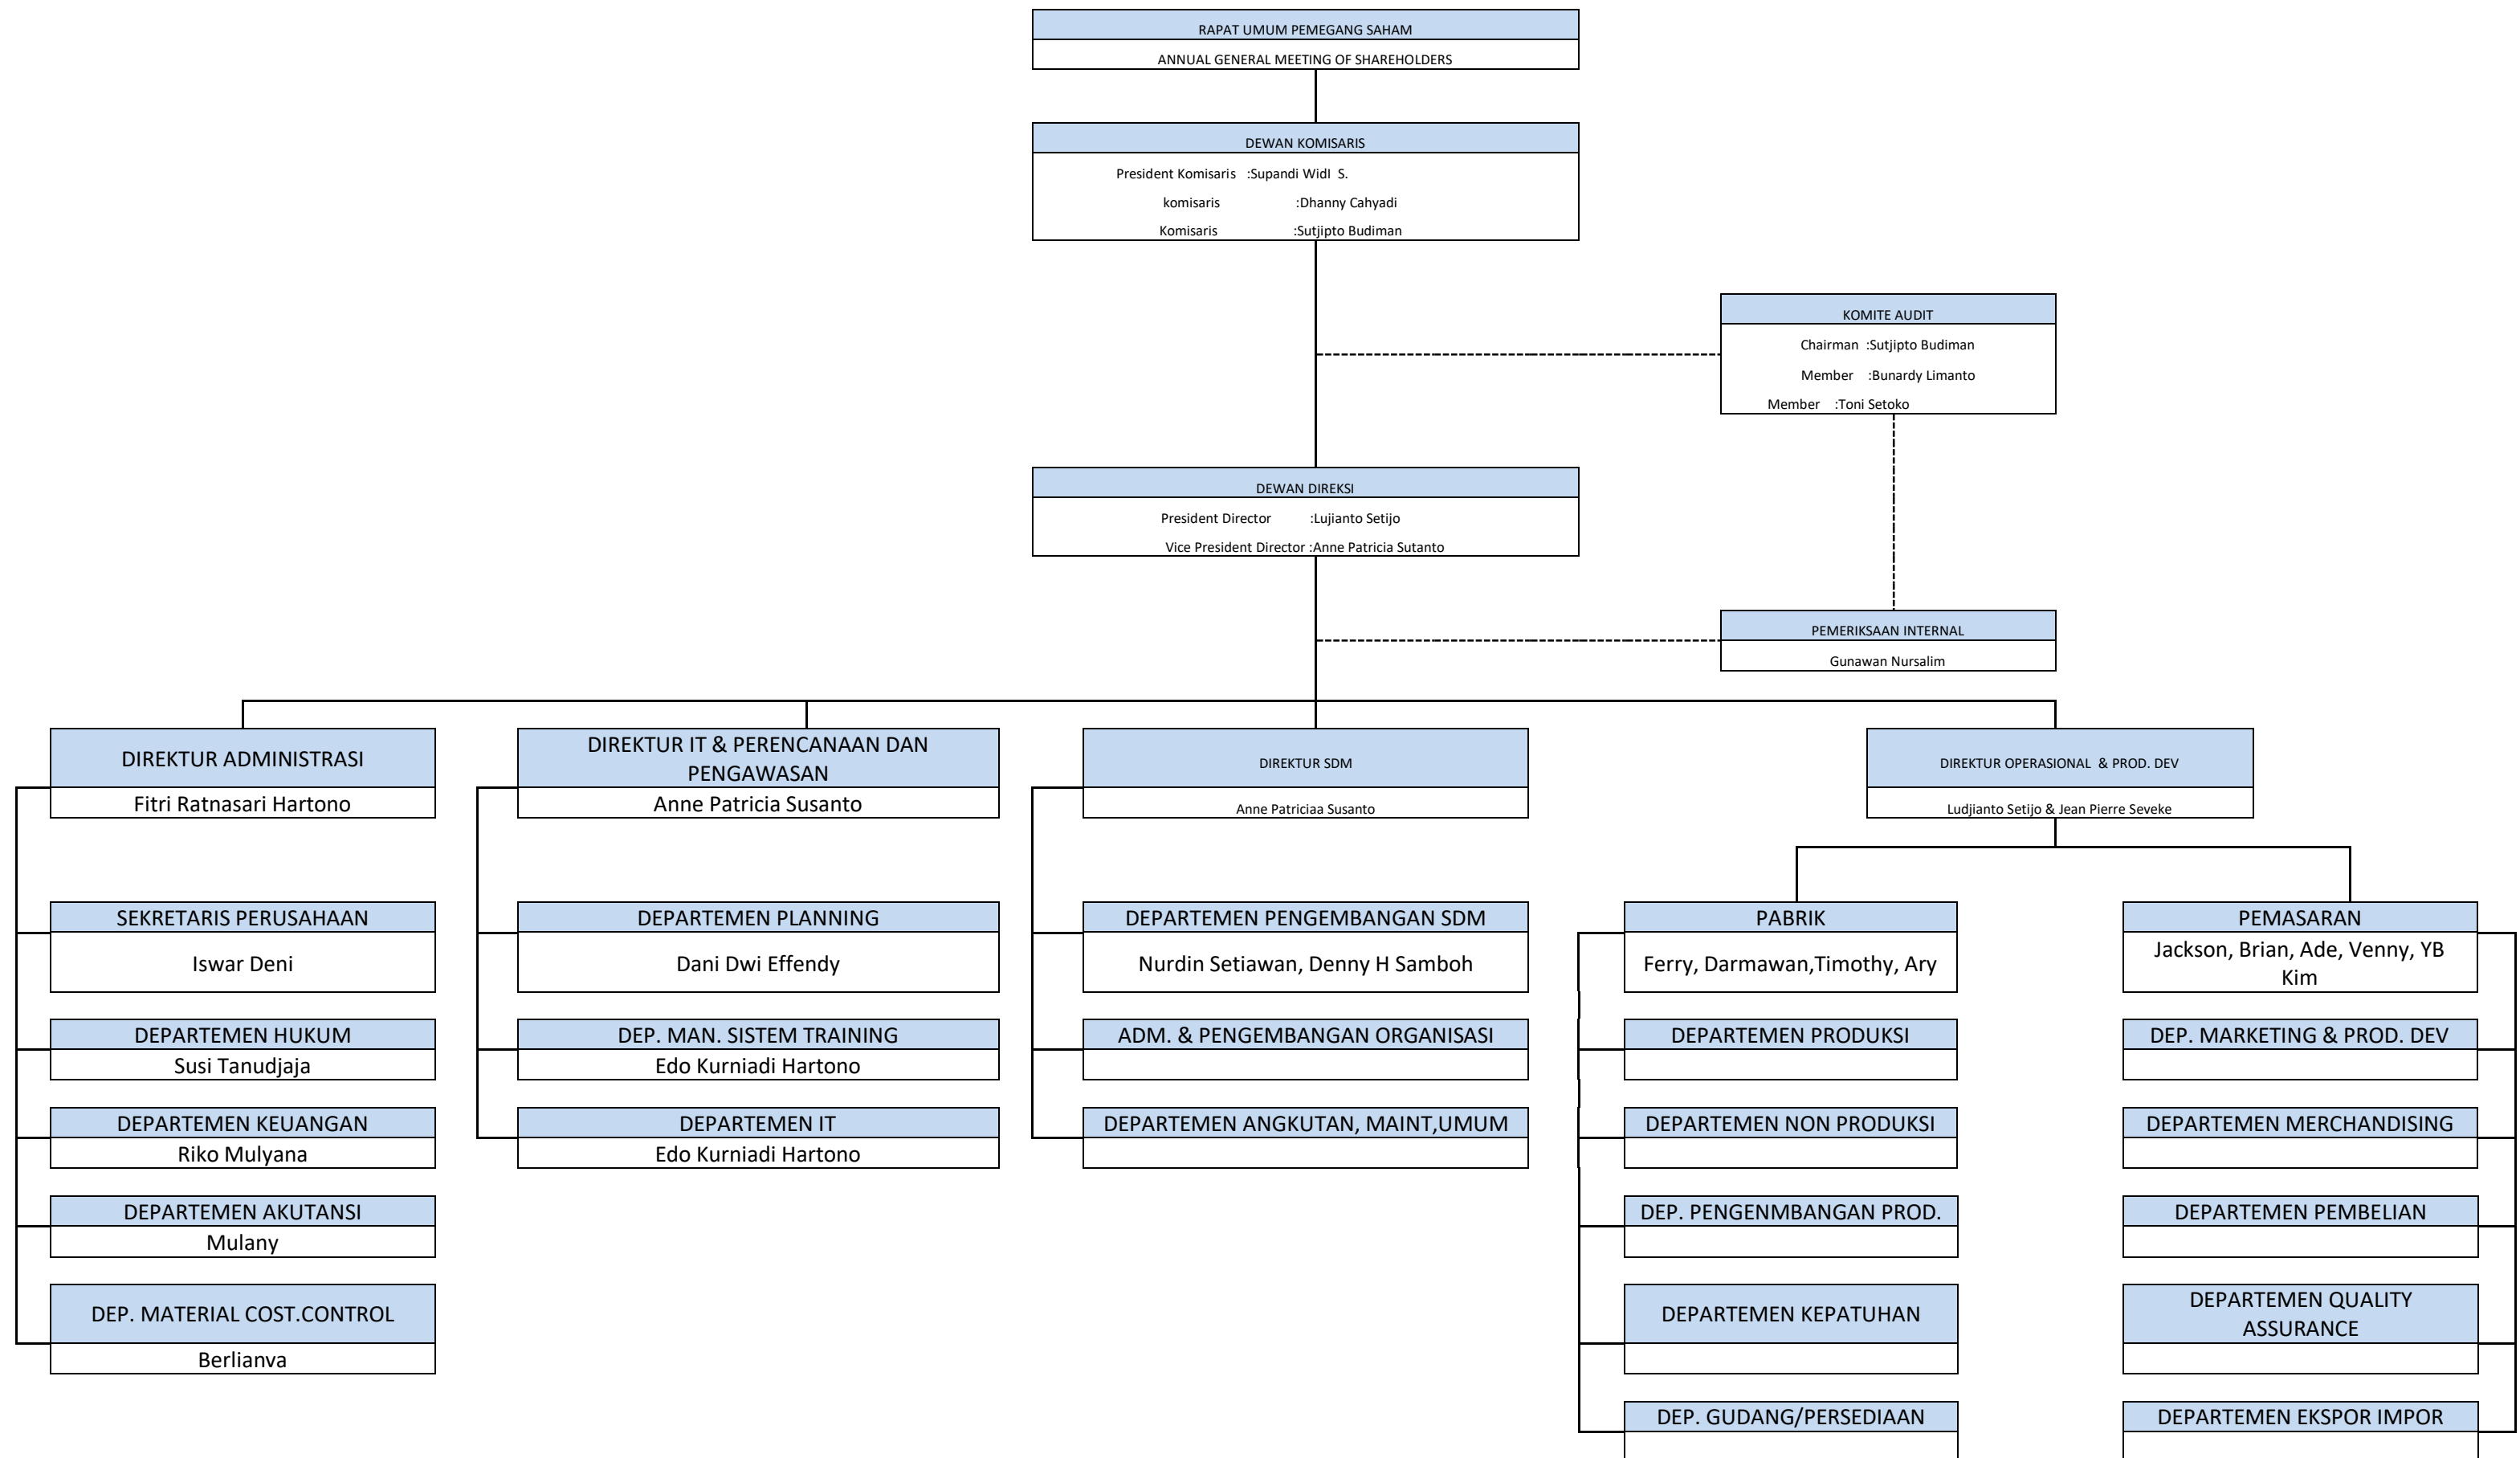 RAPAT UMUM PEMEGANG SAHAM
ANNUAL GENERAL MEETING OF SHAREHOLDERS
DEWAN KOMISARIS
President Komisaris :Supandi WidI S.
komisaris :Dhanny Cahyadi
Komisaris :Sutjipto Budiman
KOMITE AUDIT
Chairman :Sutjipto Budiman
Member :Bunardy Limanto
Member :Toni Setoko
DEWAN DIREKSI
President Director :Lujianto Setijo
Vice President Director :Anne Patricia Sutanto
PEMERIKSAAN INTERNAL
Gunawan Nursalim
DIREKTUR ADMINISTRASI
Fitri Ratnasari Hartono
DIREKTUR IT & PERENCANAAN DAN
PENGAWASAN
Anne Patricia Susanto
DIREKTUR SDM
Anne Patriciaa Susanto
DIREKTUR OPERASIONAL & PROD. DEV
Ludjianto Setijo & Jean Pierre Seveke
SEKRETARIS PERUSAHAAN
Iswar Deni
DEPARTEMEN PLANNING
Dani Dwi Effendy
DEPARTEMEN PENGEMBANGAN SDM
Nurdin Setiawan, Denny H Samboh
PABRIK
Ferry, Darmawan,Timothy, Ary
PEMASARAN
Jackson, Brian, Ade, Venny, YB
Kim
DEPARTEMEN HUKUM
Susi Tanudjaja
DEP. MAN. SISTEM TRAINING
Edo Kurniadi Hartono
ADM. & PENGEMBANGAN ORGANISASI
DEPARTEMEN PRODUKSI
DEP. MARKETING & PROD. DEV
DEPARTEMEN KEUANGAN
Riko Mulyana
DEPARTEMEN IT
Edo Kurniadi Hartono
DEPARTEMEN ANGKUTAN, MAINT,UMUM
DEPARTEMEN NON PRODUKSI
DEPARTEMEN MERCHANDISING
DEPARTEMEN AKUTANSI
Mulany
DEP. PENGENMBANGAN PROD.
DEPARTEMEN PEMBELIAN
DEP. MATERIAL COST.CONTROL
Berlianva
DEPARTEMEN KEPATUHAN
DEPARTEMEN QUALITY
ASSURANCE
DEP. GUDANG/PERSEDIAAN
DEPARTEMEN EKSPOR IMPOR